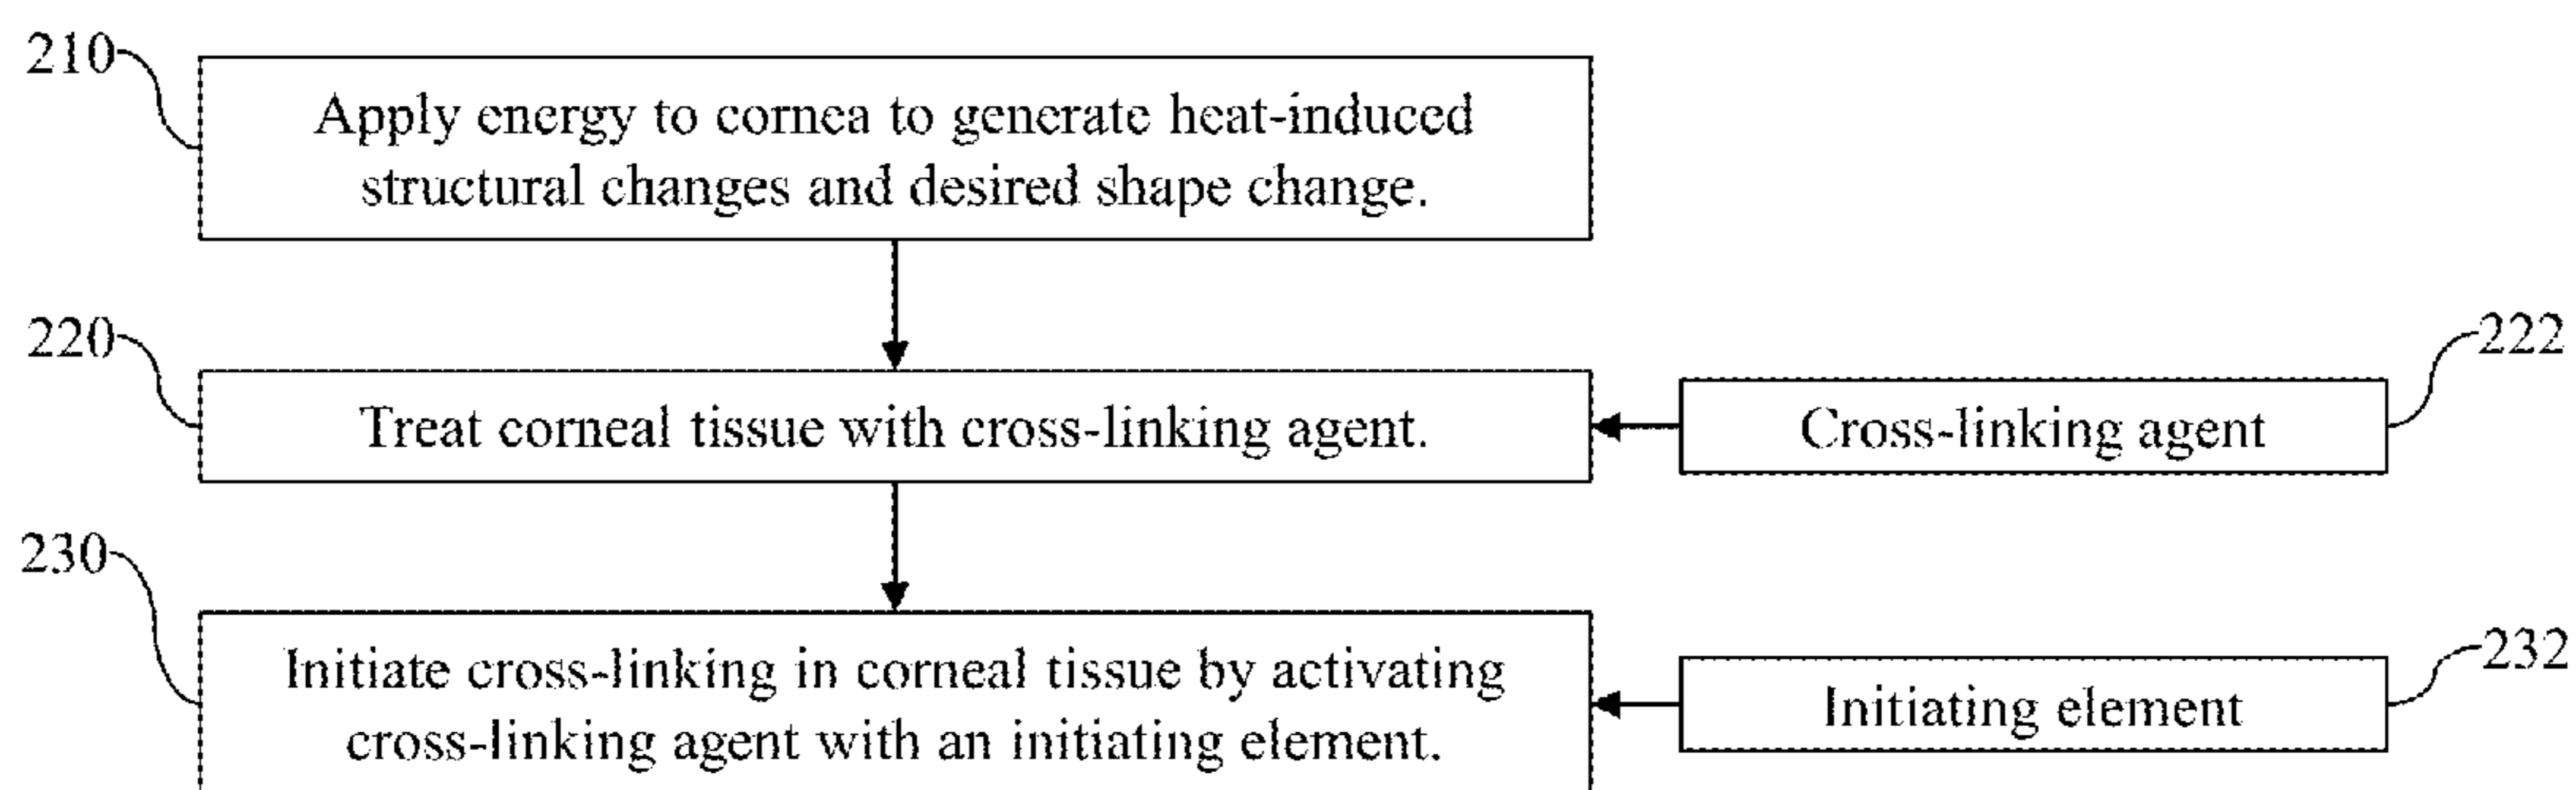 210
Apply energy to cornea to generate heat-induced
structural changes and desired shape change.
220
Treat corneal tissue with cross-linking agent.
Cross-linking agent
222
230
Initiate cross-linking in corneal tissue by activating
cross-linking agent with an initiating element.
Initiating element
232